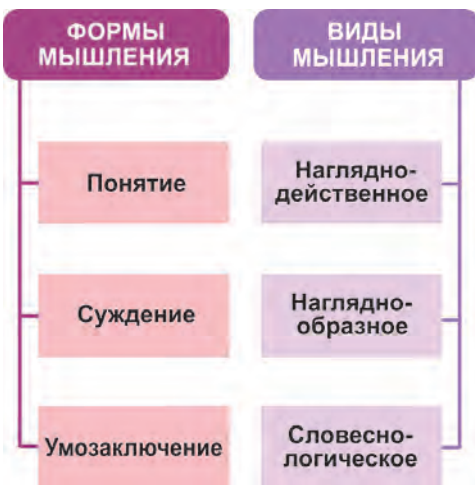 ФОРМЫ
МЫШЛЕНИЯ
Понятие
Суждение
Умозаключение
ВИДЫ
МЫШЛЕНИЯ
Наглядно-
действенное
Наглядно-
образное
Словесно-
логическое